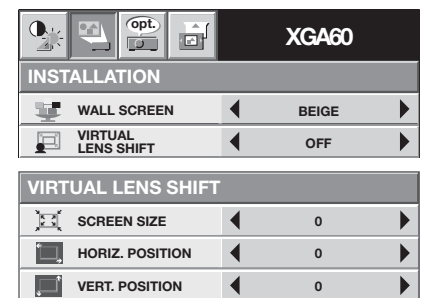 opt.
XGA60
INSTALLATION
WALL SCREEN BEIGE
VIRTUAL
LENS SHIFT OFF
VIRTUAL LENS SHIFT
SCREEN SIZE 0
HORIZ. POSITION 0
VERT. POSITION 0